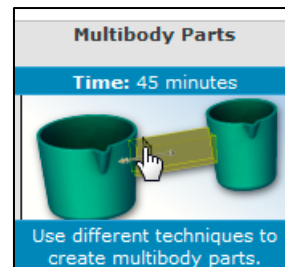 Multibody Parts
Time: 45 minutes
Use different techniques to
create multibody parts.